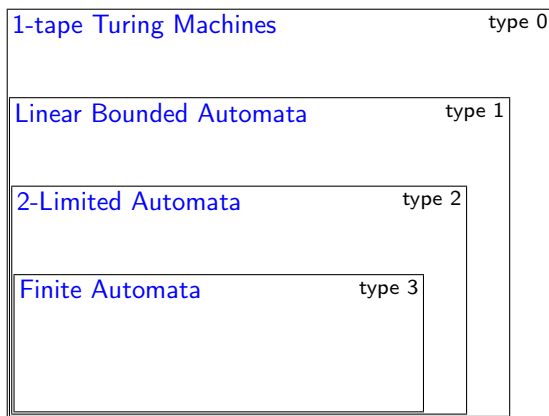 1-tape Turing Machines type 0
Linear Bounded Automata type 1
2-Limited Automata type 2
Finite Automata type 3